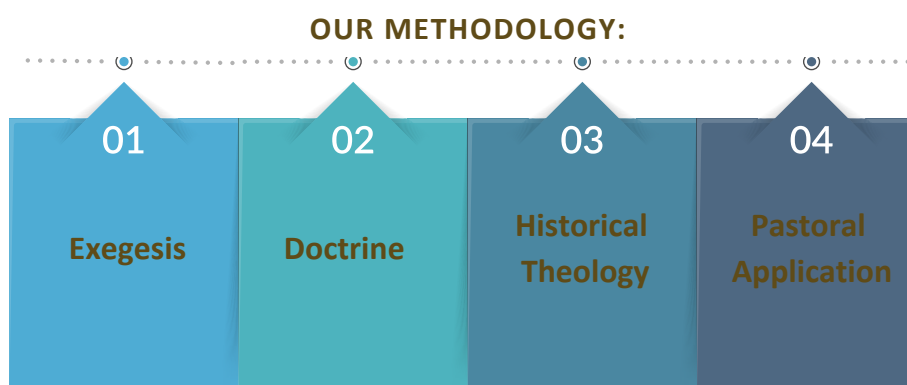 OUR METHODOLOGY:
01
02
03
04
Exegesis
Doctrine
Historical
Theology
Pastoral
Application